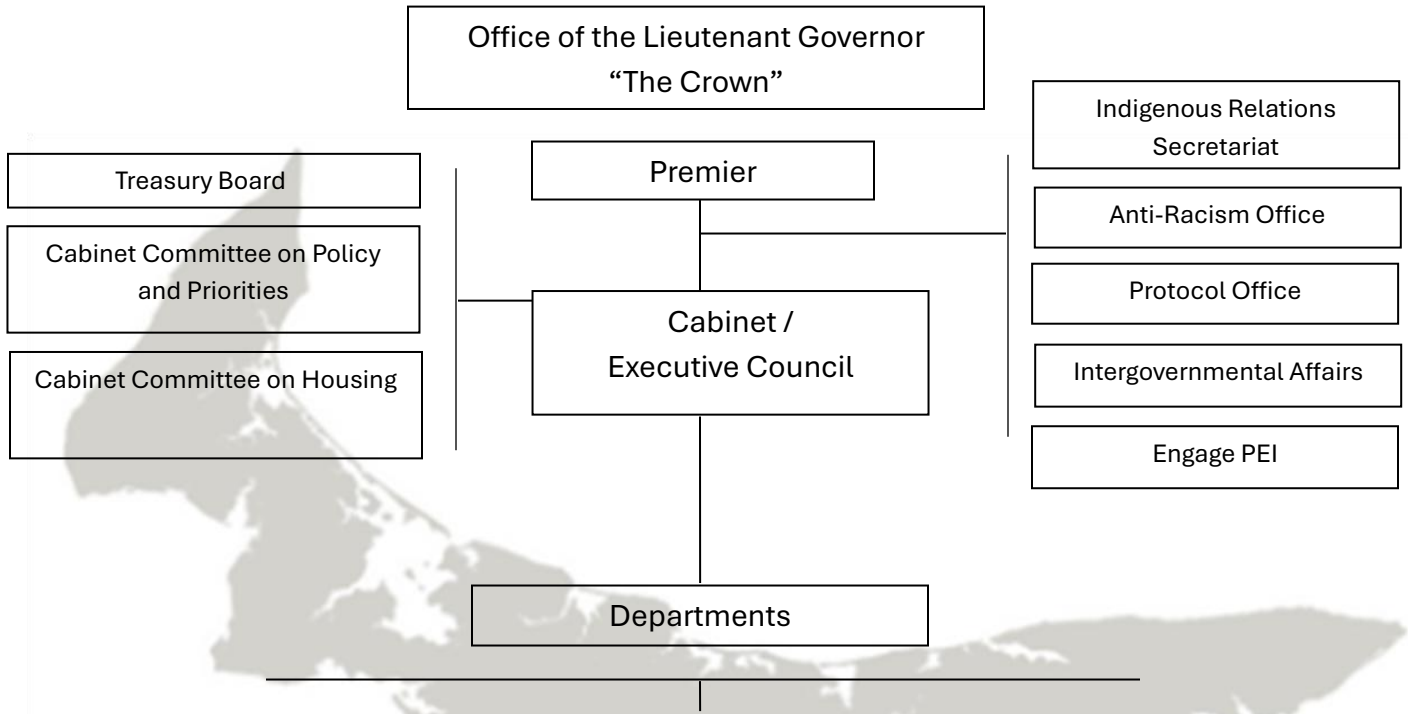 Office of the Lieutenant Governor
“The Crown”
Premier
Treasury Board
Cabinet Committee on Policy
and Priorities
Cabinet Committee on Housing
Cabinet /
Executive Council
Indigenous Relations
Secretariat
Anti-Racism Office
Protocol Office
Intergovernmental Affairs
Engage PEI
Departments